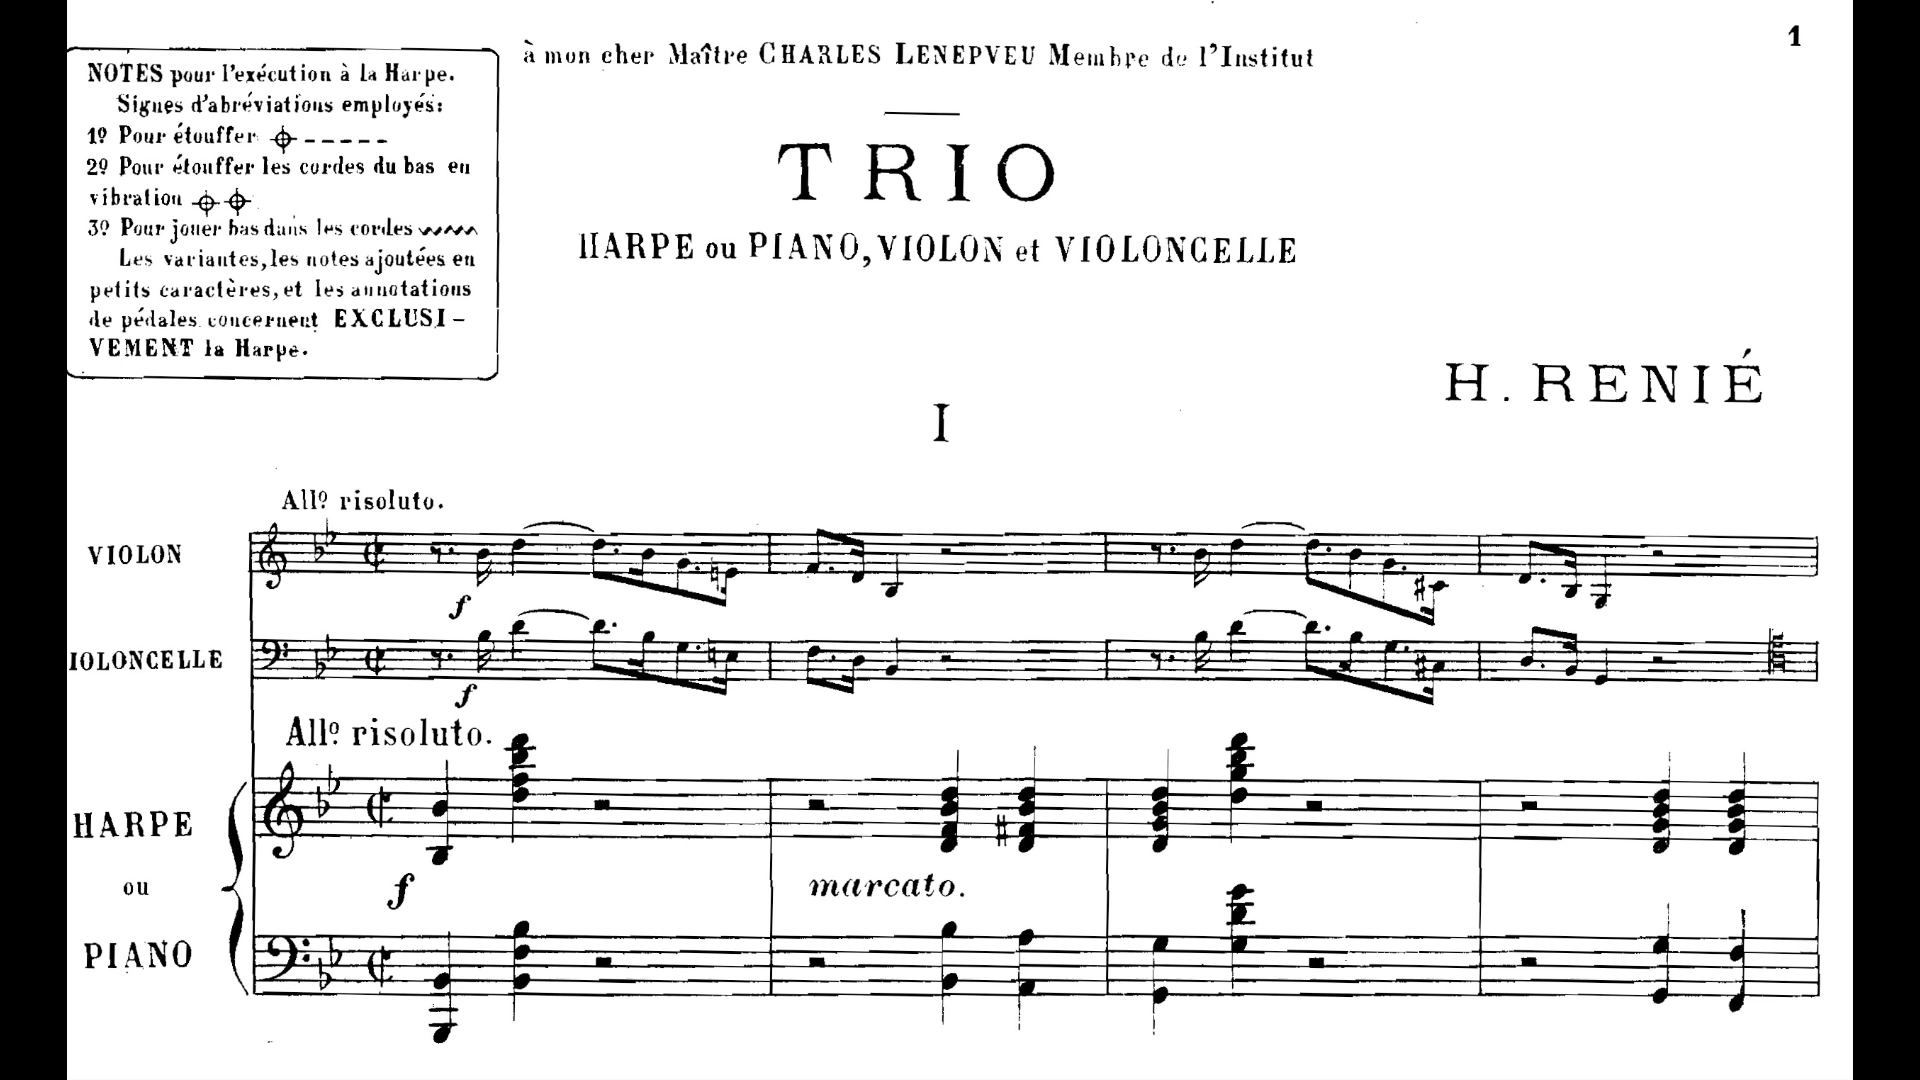 1
à mon cher Maître CHARLES LENEPVEU Membre de l'Institut
NOTES pour l'exécution à la Harpe.
Signes d'abréviations employés:
1º Pour étouffer
2º Pour étouffer les cordes du bas en
vibration
3º Pour jouer bas dans les cordes
Les variantes, les notes ajoutées en
petits caractères, et les annotations
de pédales concernent EXCLUSI-
VEMENT la Harpe.
TRIO
HARPE ou PIANO, VIOLON et VIOLONCELLE
H. RENIÉ
I
Allº risoluto.
VIOLON
f
IOLONCELLE
f
Allº risoluto.
HARPE
ou
PIANO
f
marcato.